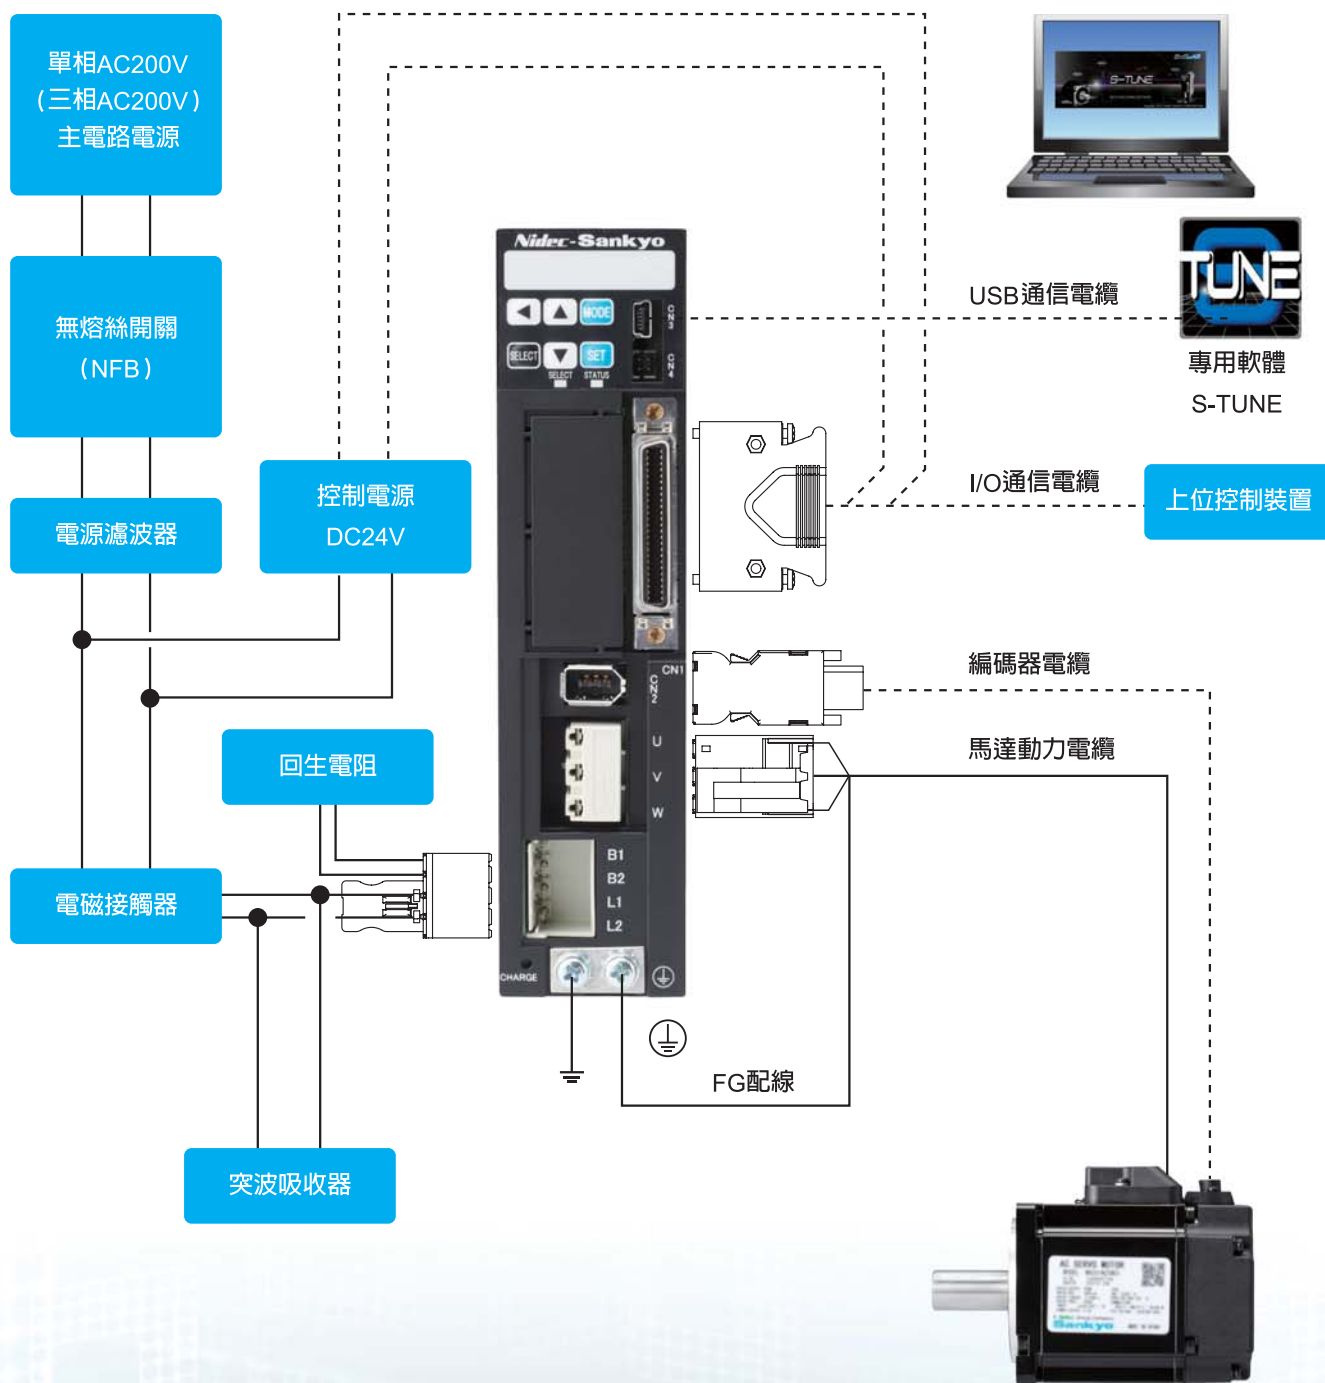 單相AC200V
(三相AC200V)
主電路電源
無熔絲開關
(NFB)
電源濾波器
控制電源
DC24V
回生電阻
電磁接觸器
突波吸收器
Nidec-Sankyo
MODE
CN3
SELECT
SET
CN4
SELECT
STATUS
CN1
CN2
U
V
W
B1
B2
L1
L2
CHARGE
FG配線
S-TUNE
USB通信電纜
TUNE
專用軟體
S-TUNE
I/O通信電纜
上位控制裝置
編碼器電纜
馬達動力電纜
AC SERVO MOTOR
Sankyo